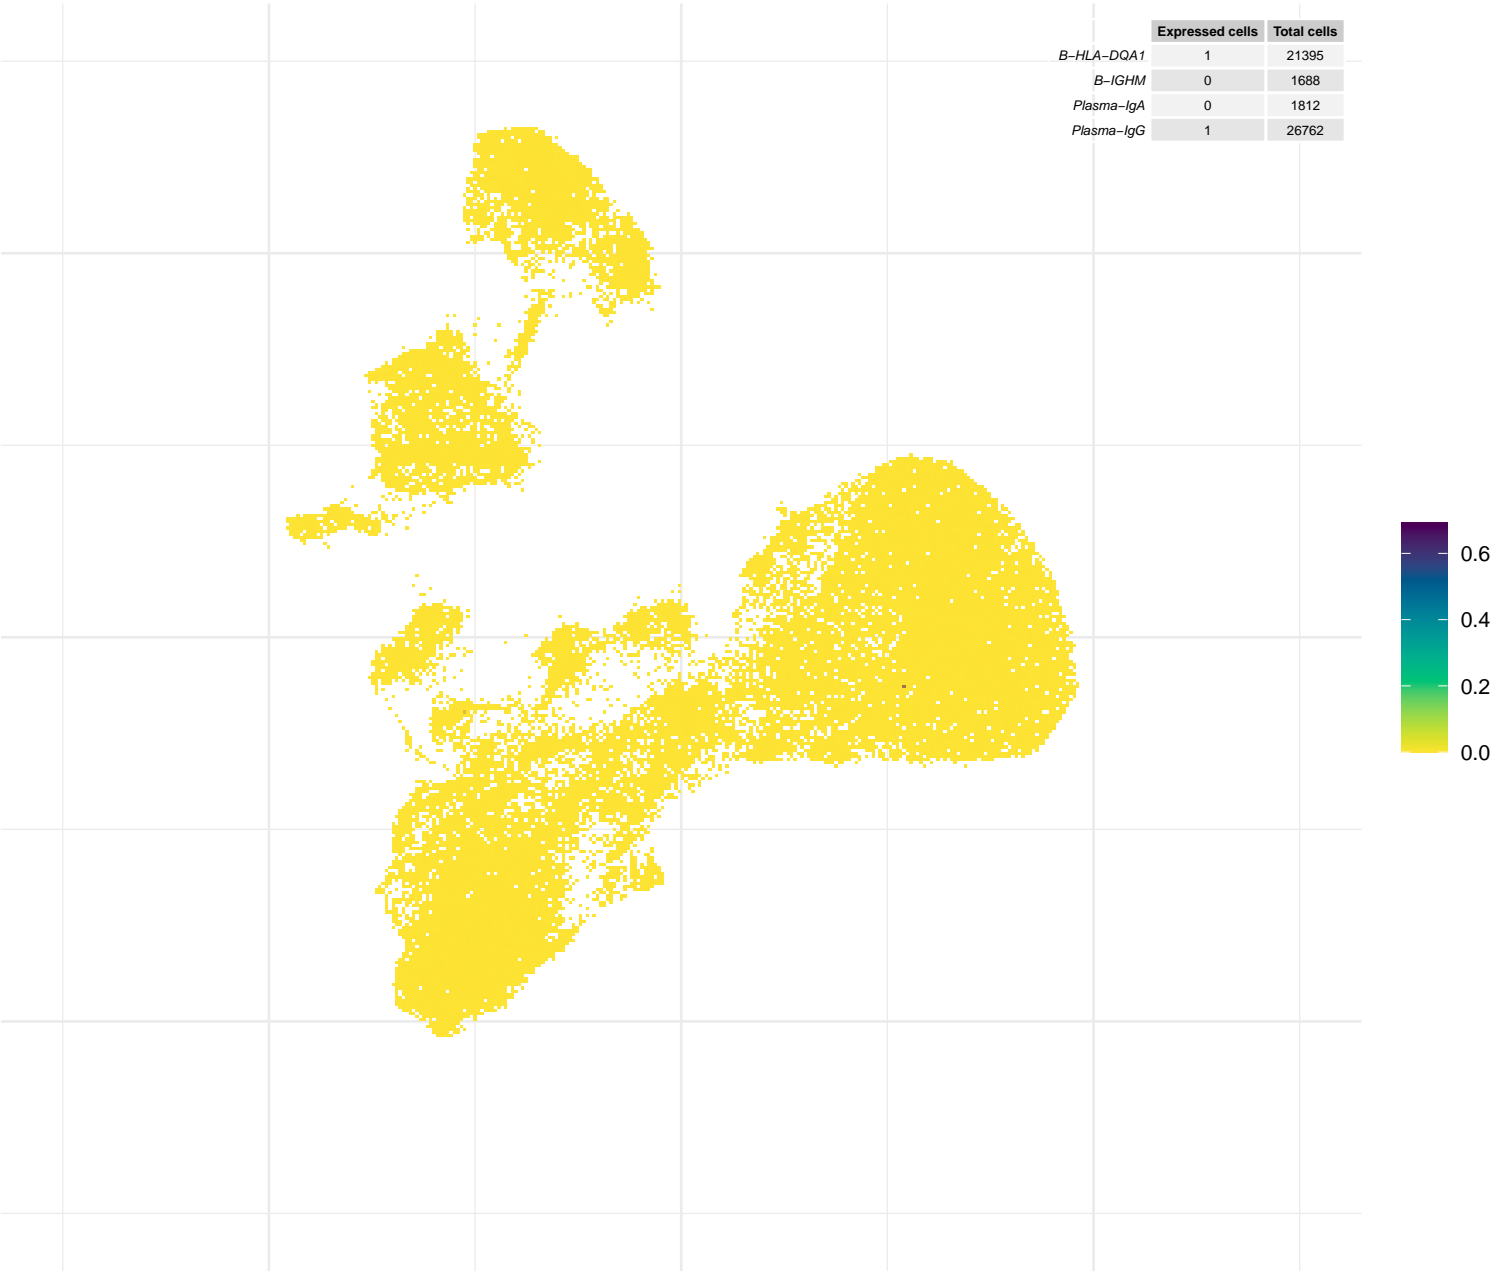 Expressed cells Total cells
B−HLA−DQA1 1 21395
B−IGHM 0 1688
Plasma−IgA 0 1812
Plasma−IgG 1 26762
0.6
0.4
0.2
0.0